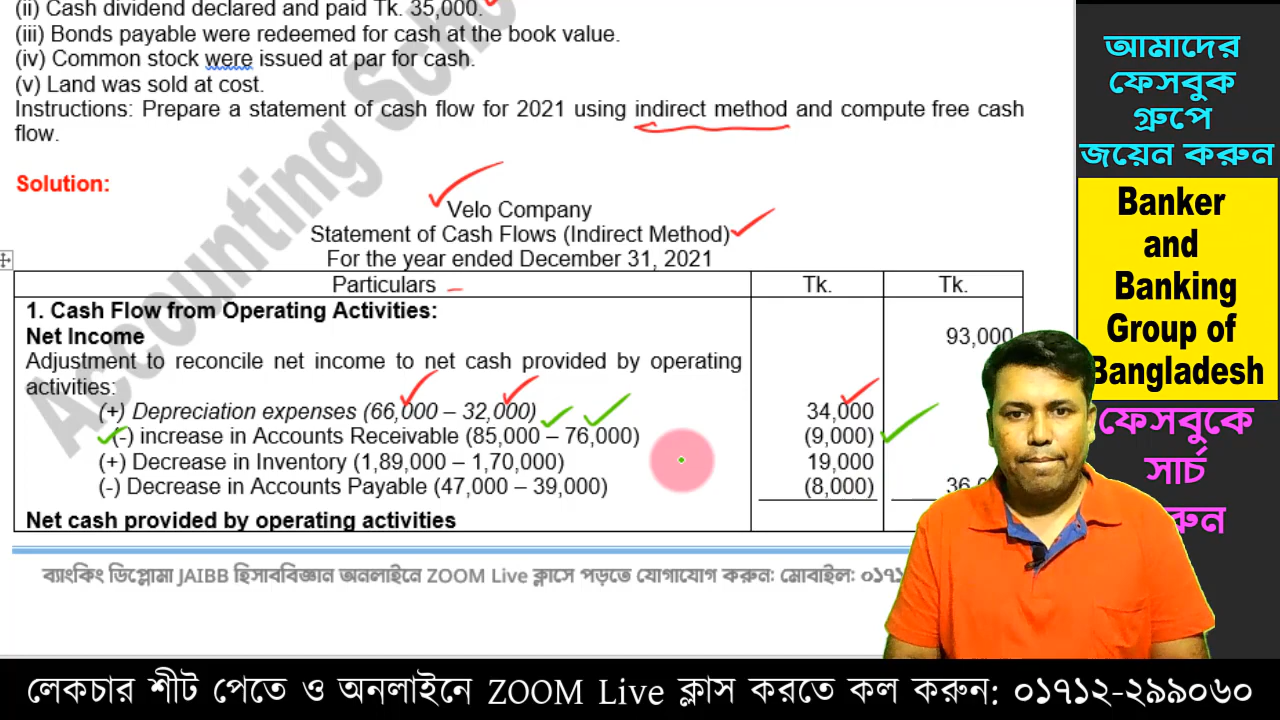 (ii) Cash dividend declared and paid Tk. 35,000.
(iii) Bonds payable were redeemed for cash at the book value.
(iv) Common stock were issued at par for cash.
(v) Land was sold at cost.
Instructions: Prepare a statement of cash flow for 2021 using indirect method and compute free cash
flow.
Solution:
Velo Company
Statement of Cash Flows (Indirect Method)
For the year ended December 31, 2021
Particulars Tk. Tk.
1. Cash Flow from Operating Activities:
Net Income 93,000
Adjustment to reconcile net income to net cash provided by operating
activities:
(+) Depreciation expenses (66,000 – 32,000) 34,000
(-) increase in Accounts Receivable (85,000 – 76,000) (9,000)
(+) Decrease in Inventory (1,89,000 – 1,70,000) 19,000
(-) Decrease in Accounts Payable (47,000 – 39,000) (8,000)
Net cash provided by operating activities
ব্যাংকিং ডিপ্লোমা JAIBB হিসাববিজ্ঞান অনলাইনে ZOOM Live ক্লাসে পড়তে যোগাযোগ করুন: মোবাইল:
Accounting
আমাদের
ফেসবুক
গ্রুপে
জয়েন করুন
Banker
and
Banking
Group of
Bangladesh
ফেসবুকে
সার্চ
লেকচার শীট পেতে ও অনলাইনে ZOOM Live ক্লাস করতে কল করুন: ০১৭১২-২৯৯০৬০